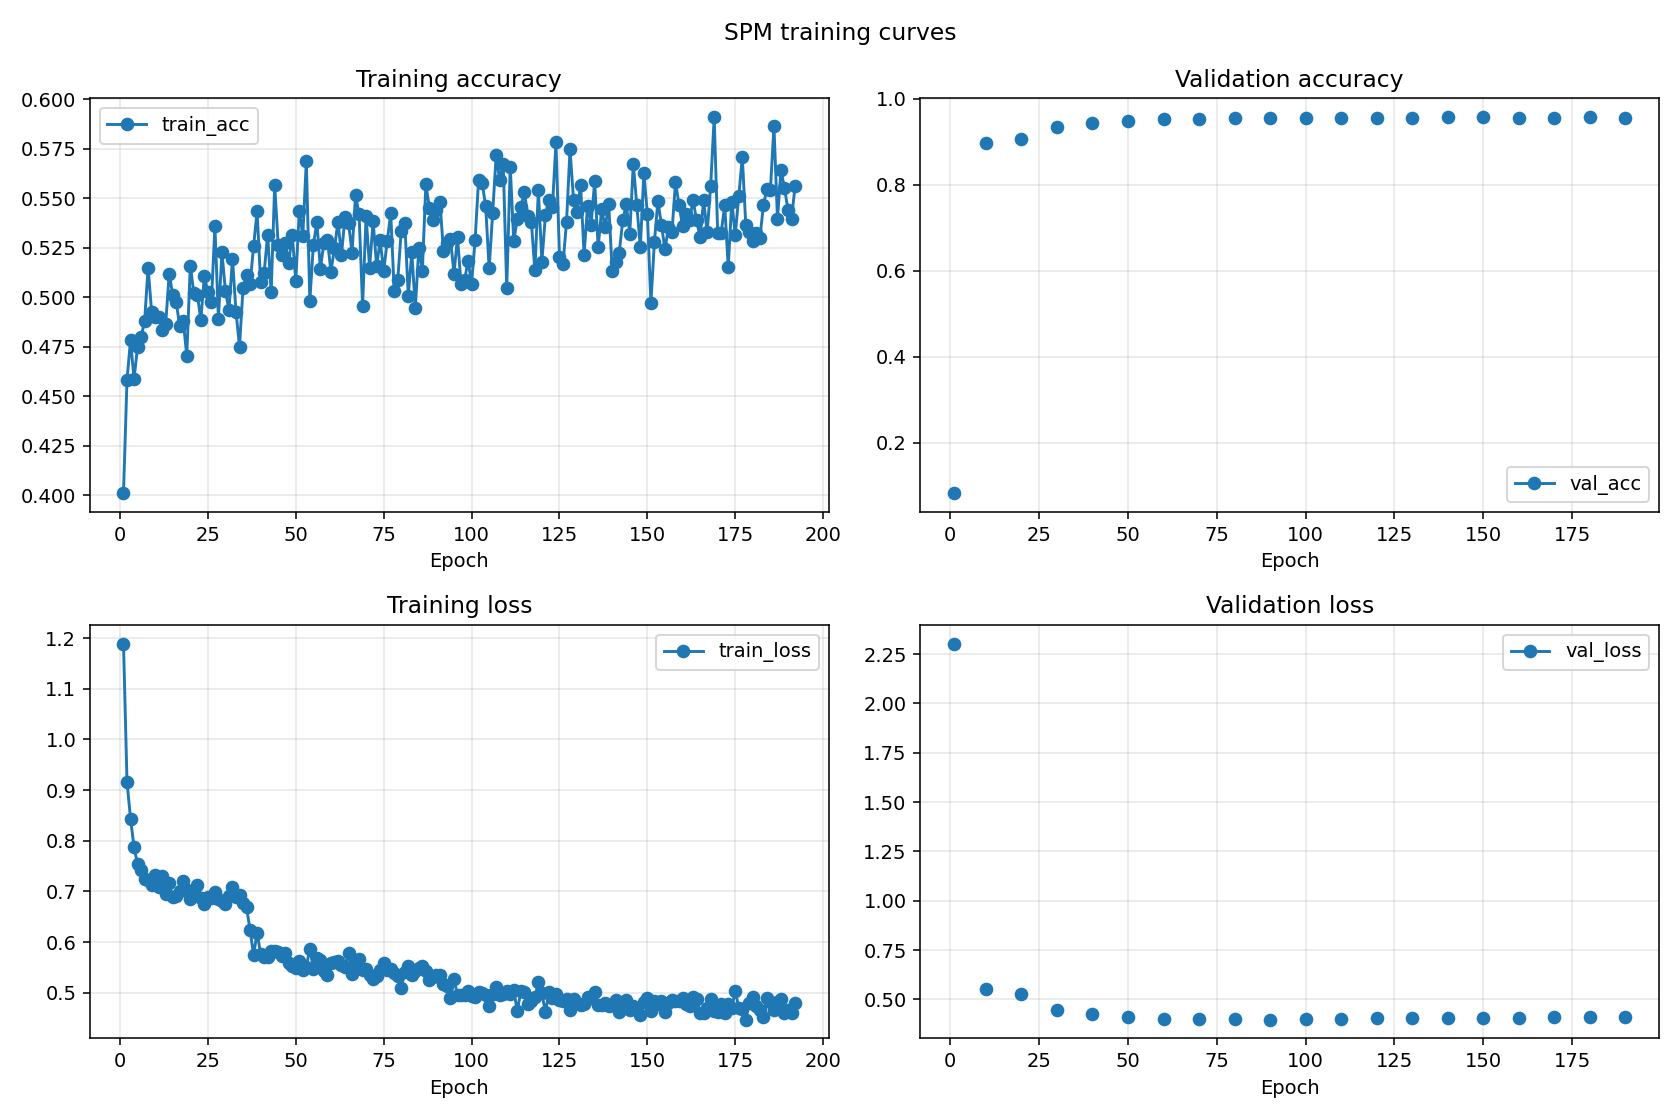 SPM training curves
Training accuracy
0.600
0.575
0.550
0.525
0.500
0.475
0.450
0.425
0.400
train_acc
0 25 50 75 100 125 150 175 200
Epoch
Validation accuracy
1.0
0.8
0.6
0.4
0.2
val_acc
0 25 50 75 100 125 150 175
Epoch
Training loss
1.2
1.1
1.0
0.9
0.8
0.7
0.6
0.5
train_loss
0 25 50 75 100 125 150 175 200
Epoch
Validation loss
2.25
2.00
1.75
1.50
1.25
1.00
0.75
0.50
val_loss
0 25 50 75 100 125 150 175
Epoch